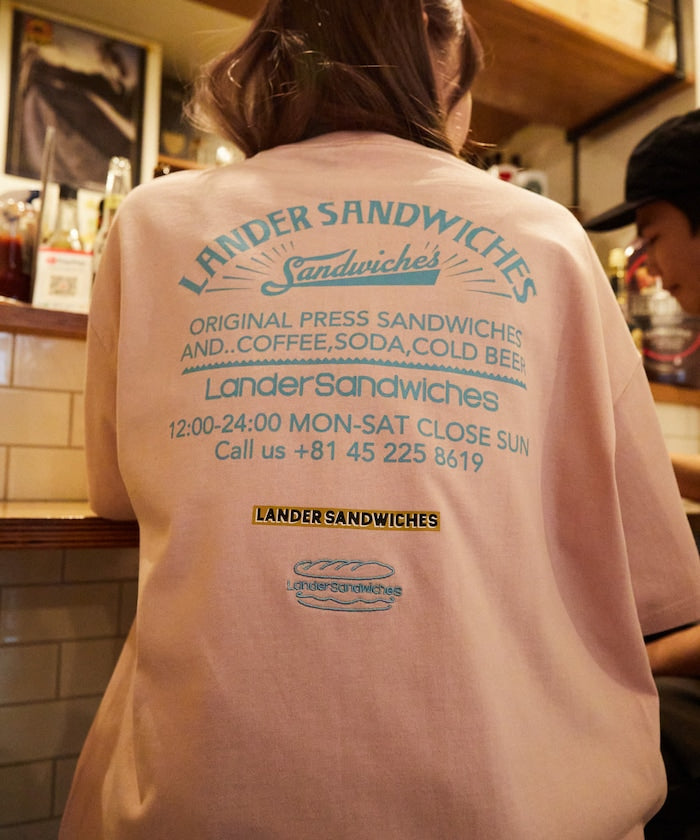 LANDER SANDWICHES
Sandwiche's
ORIGINAL PRESS SANDWICHES
AND..COFFEE,SODA,COLD BEER
LanderSandwiches
12:00-24:00 MON-SAT CLOSE SUN
Call us +81 45 225 8619
LANDER SANDWICHES
LanderSandwiches